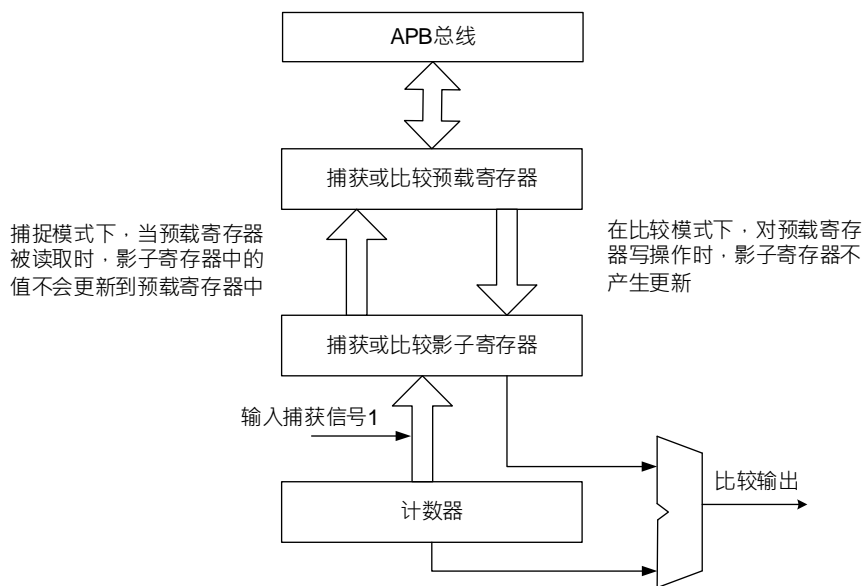 APB总线
捕获或比较预载寄存器
捕捉模式下，当预载寄存器
被读取时，影子寄存器中的
值不会更新到预载寄存器中
在比较模式下，对预载寄存
器写操作时，影子寄存器不
产生更新
捕获或比较影子寄存器
输入捕获信号1
计数器
比较输出